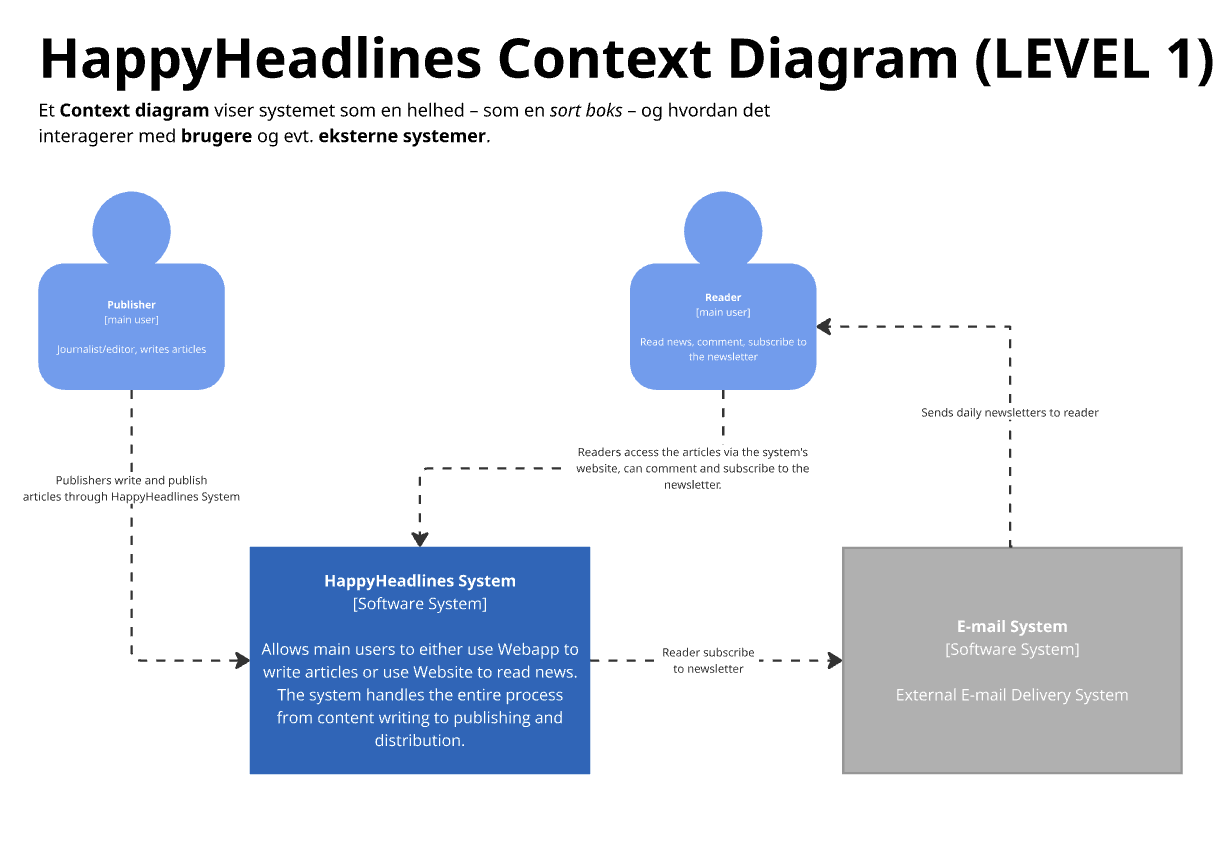 HappyHeadlines Context Diagram (LEVEL 1)
Et Context diagram viser systemet som en helhed – som en sort boks – og hvordan det
interagerer med brugere og evt. eksterne systemer.
Publisher
[main user]
Journalist/editor, writes articles
Reader
[main user]
Read news, comment, subscribe to
the newsletter
Sends daily newsletters to reader
Readers access the articles via the system's
website, can comment and subscribe to the
newsletter.
Publishers write and publish
articles through HappyHeadlines System
HappyHeadlines System
[Software System]
Allows main users to either use Webapp to
write articles or use Website to read news.
The system handles the entire process
from content writing to publishing and
distribution.
Reader subscribe
to newsletter
E-mail System
[Software System]
External E-mail Delivery System